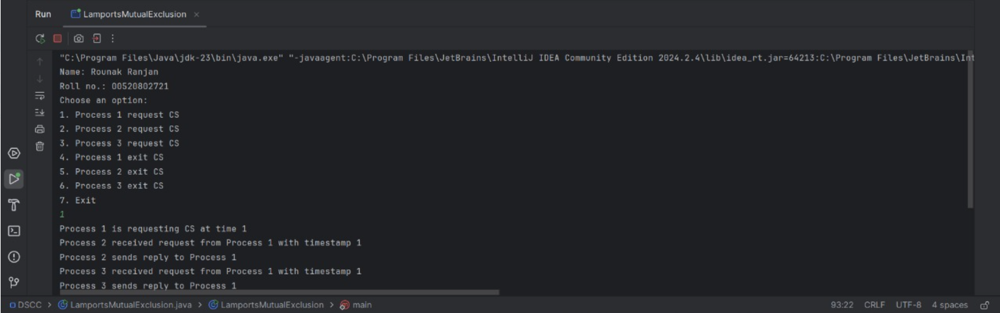 Run LamportsMutualExclusion ×
"C:\Program Files\Java\jdk-23\bin\java.exe" "-javaagent:C:\Program Files\JetBrains\IntelliJ IDEA Community Edition 2024.2.4\lib\idea_rt.jar=64213:C:\Program Files\JetBrains\Int
Name: Rounak Ranjan
Roll no.: 00520802721
Choose an option:
1. Process 1 request CS
2. Process 2 request CS
3. Process 3 request CS
4. Process 1 exit CS
5. Process 2 exit CS
6. Process 3 exit CS
7. Exit
1
Process 1 is requesting CS at time 1
Process 2 received request from Process 1 with timestamp 1
Process 2 sends reply to Process 1
Process 3 received request from Process 1 with timestamp 1
Process 3 sends reply to Process 1
DSCC > LamportsMutualExclusion.java > LamportsMutualExclusion > main 93:22 CRLF UTF-8 4 spaces